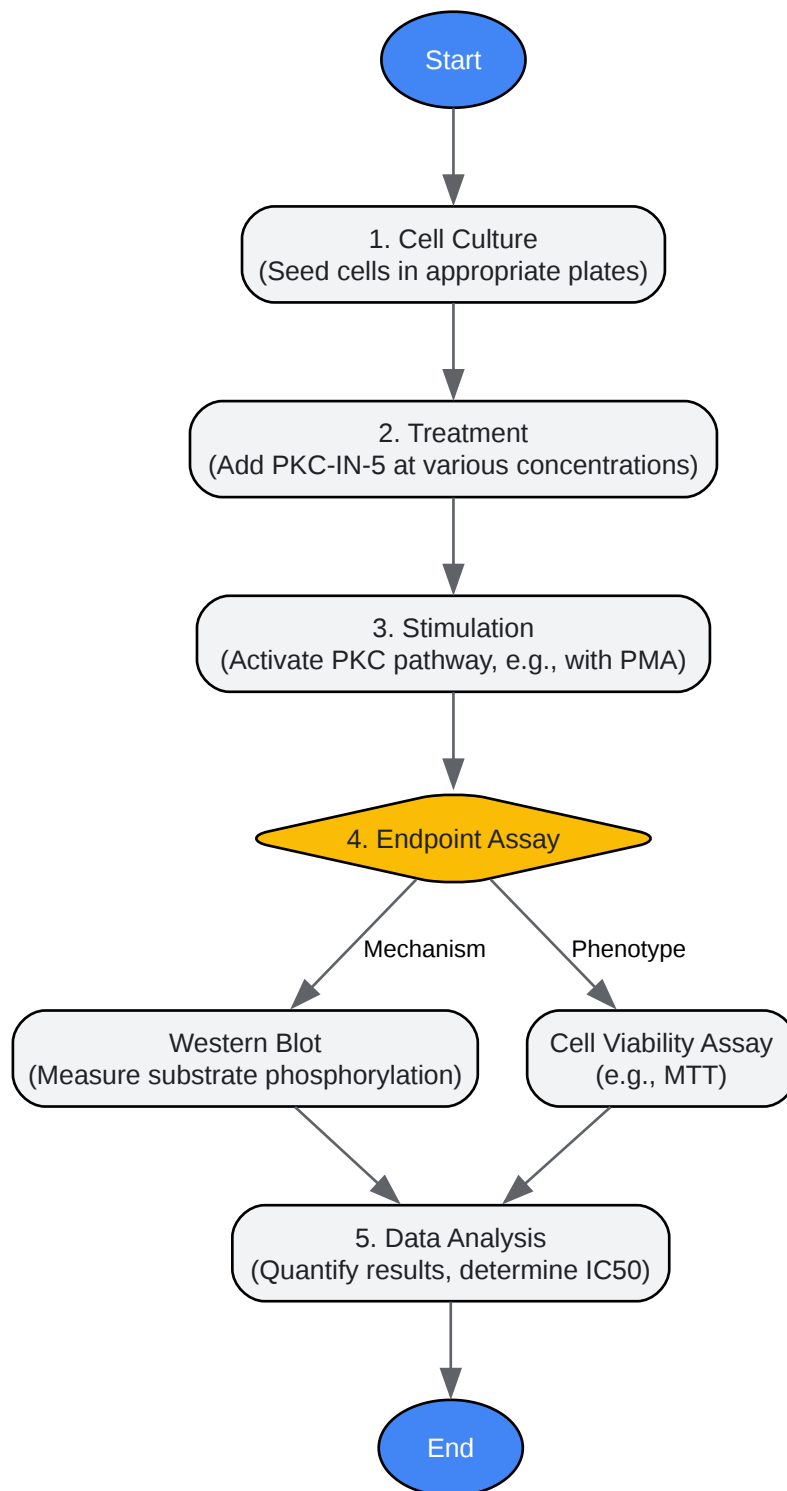 Start
1. Cell Culture
(Seed cells in appropriate plates)
2. Treatment
(Add PKC-IN-5 at various concentrations)
3. Stimulation
(Activate PKC pathway, e.g., with PMA)
4. Endpoint Assay
Mechanism
Phenotype
Western Blot
(Measure substrate phosphorylation)
Cell Viability Assay
(e.g., MTT)
5. Data Analysis
(Quantify results, determine IC50)
End